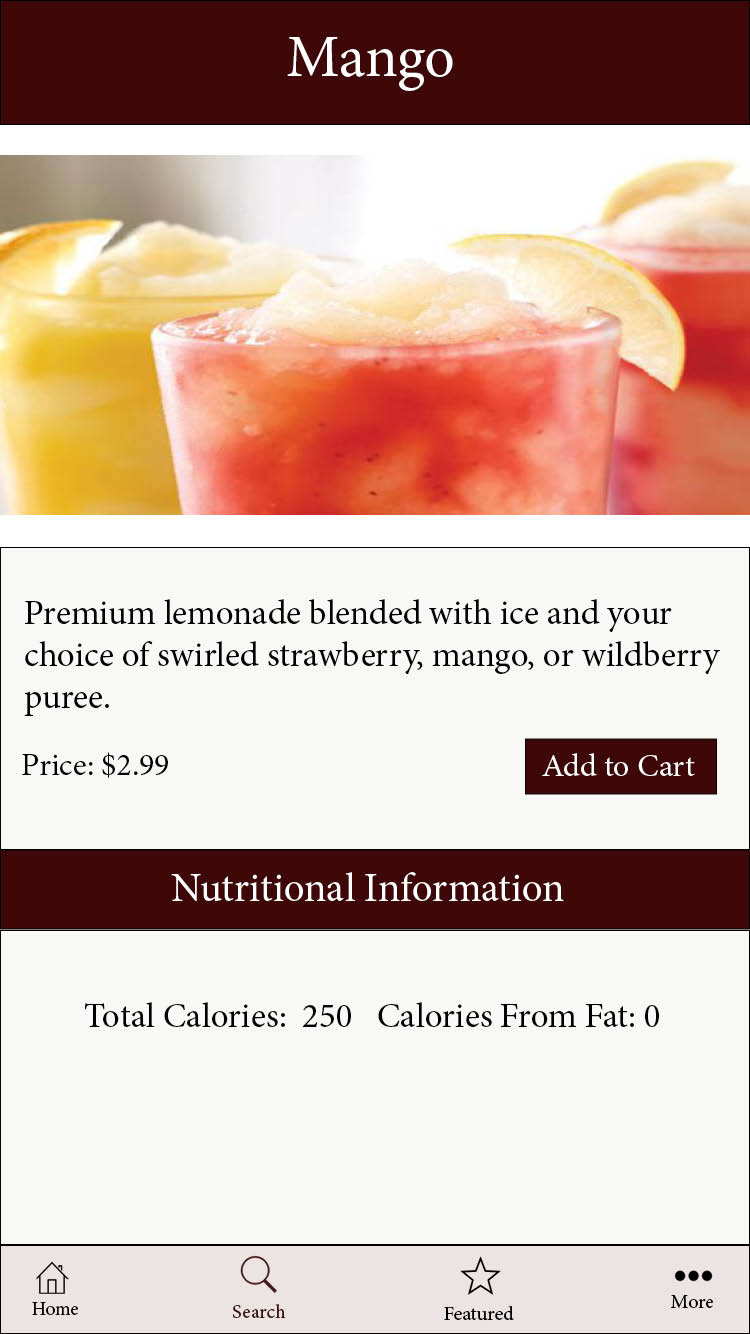 Mango
Premium lemonade blended with ice and your
choice of swirled strawberry, mango, or wildberry
puree.
Price: $2.99
Add to Cart
Nutritional Information
Total Calories: 250 Calories From Fat: 0
Home
Search
Featured
More